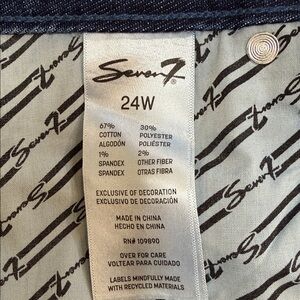 Seven7
24W
67% 30%
COTTON POLYESTER
ALGODÓN POLIÉSTER
1% 2%
SPANDEX OTHER FIBER
SPANDEX OTRAS FIBRA
EXCLUSIVE OF DECORATION
EXCLUSIVO DE DECORACIÓN
MADE IN CHINA
HECHO EN CHINA
RN# 109890
OVER FOR CARE
VOLTEAR PARA CUIDADO
LABELS MINDFULLY MADE
WITH RECYCLED MATERIALS